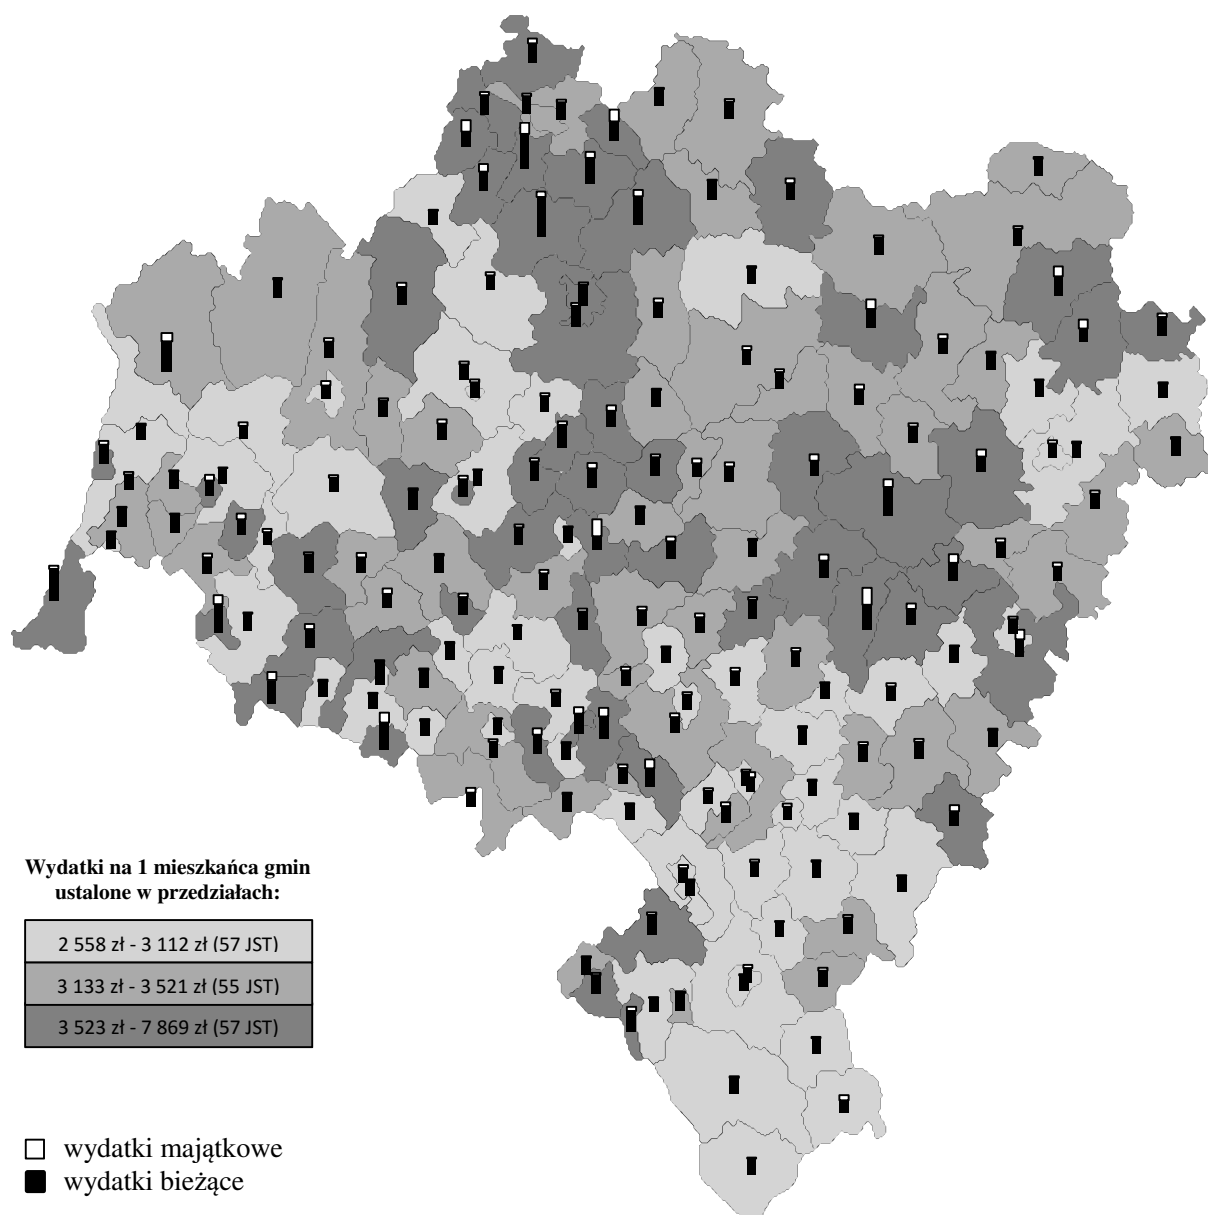 Wydatki na 1 mieszkańca gmin
ustalone w przedziałach:
2 558 zł - 3 112 zł (57 JST)
3 133 zł - 3 521 zł (55 JST)
3 523 zł - 7 869 zł (57 JST)
wydatki majątkowe
wydatki bieżące